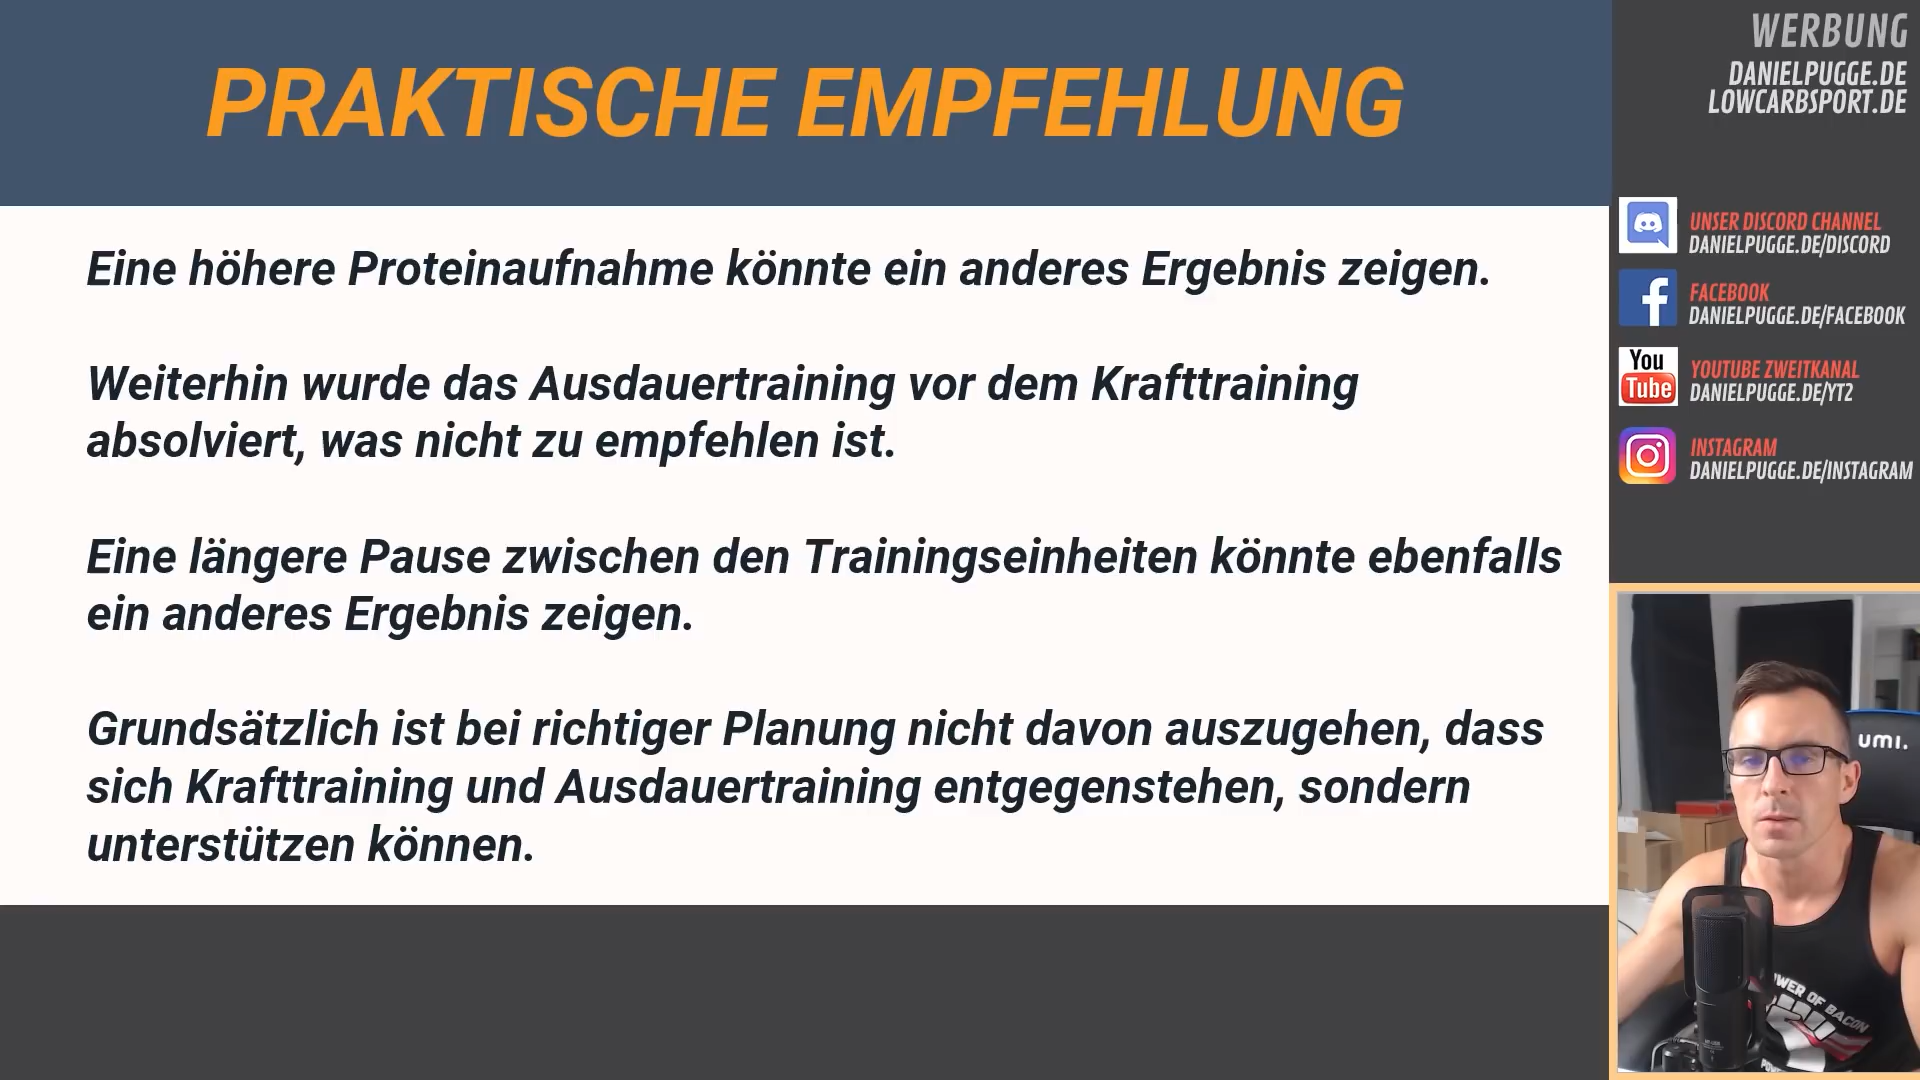 PRAKTISCHE EMPFEHLUNG
Eine höhere Proteinaufnahme könnte ein anderes Ergebnis zeigen.
Weiterhin wurde das Ausdauertraining vor dem Krafttraining
absolviert, was nicht zu empfehlen ist.
Eine längere Pause zwischen den Trainingseinheiten könnte ebenfalls
ein anderes Ergebnis zeigen.
Grundsätzlich ist bei richtiger Planung nicht davon auszugehen, dass
sich Krafttraining und Ausdauertraining entgegenstehen, sondern
unterstützen können.
WERBUNG
DANIELPUGGE.DE
LOWCARBSPORT.DE
UNSER DISCORD CHANNEL
DANIELPUGGE.DE/DISCORD
FACEBOOK
DANIELPUGGE.DE/FACEBOOK
You
Tube
YOUTUBE ZWEITKANAL
DANIELPUGGE.DE/YT2
INSTAGRAM
DANIELPUGGE.DE/INSTAGRAM
umi.
OF BACON